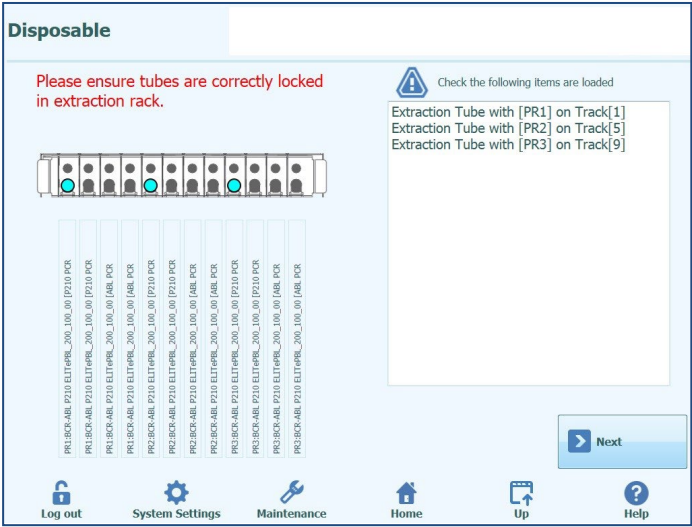 Disposable
Please ensure tubes are correctly locked
in extraction rack.
Check the following items are loaded
Extraction Tube with [PR1] on Track[1]
Extraction Tube with [PR2] on Track[5]
Extraction Tube with [PR3] on Track[9]
PR1:BCR-ABL P210 ELITePBL_200_100_00 [P210 PCR
PR1:BCR-ABL P210 ELITePBL_200_100_00 [P210 PCR
PR1:BCR-ABL P210 ELITePBL_200_100_00 [ABL PCR
PR1:BCR-ABL P210 ELITePBL_200_100_00 [ABL PCR
PR2:BCR-ABL P210 ELITePBL_200_100_00 [P210 PCR
PR2:BCR-ABL P210 ELITePBL_200_100_00 [P210 PCR
PR2:BCR-ABL P210 ELITePBL_200_100_00 [ABL PCR
PR2:BCR-ABL P210 ELITePBL_200_100_00 [ABL PCR
PR3:BCR-ABL P210 ELITePBL_200_100_00 [P210 PCR
PR3:BCR-ABL P210 ELITePBL_200_100_00 [P210 PCR
PR3:BCR-ABL P210 ELITePBL_200_100_00 [ABL PCR
PR3:BCR-ABL P210 ELITePBL_200_100_00 [ABL PCR
Next
Log out
System Settings
Maintenance
Home
Up
Help